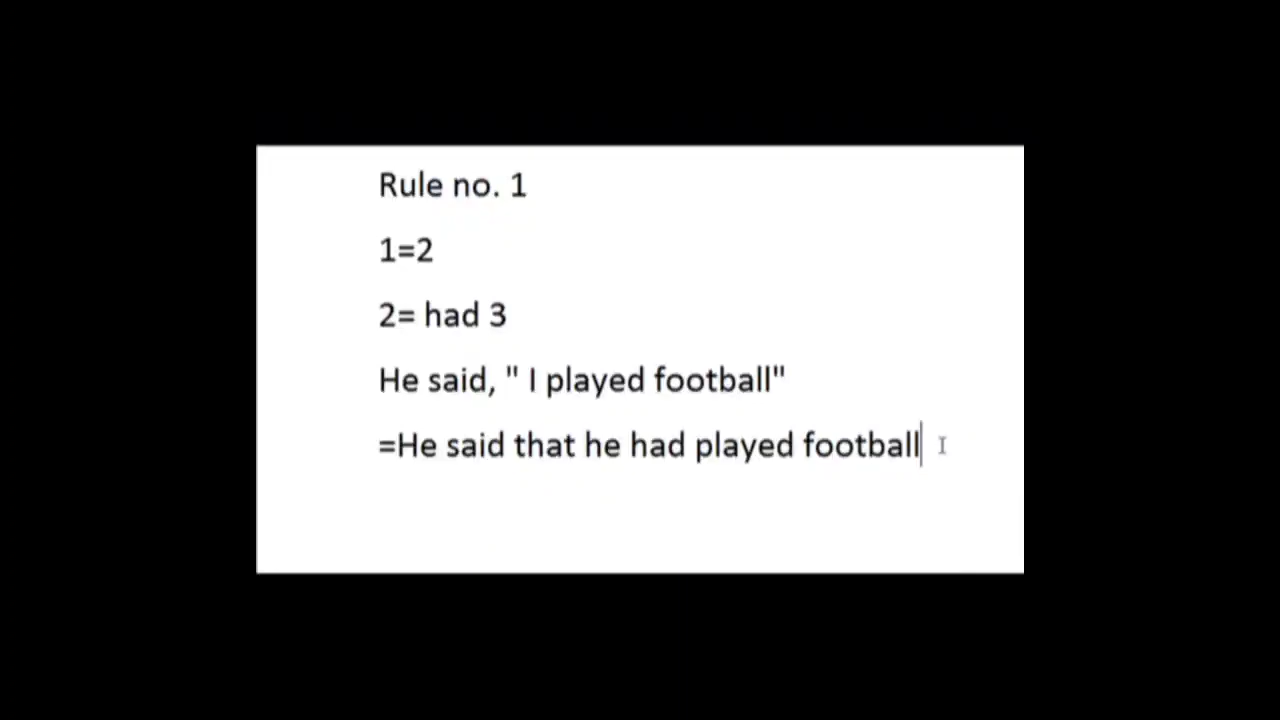 Rule no. 1
1=2
2= had 3
He said, " I played football"
=He said that he had played football